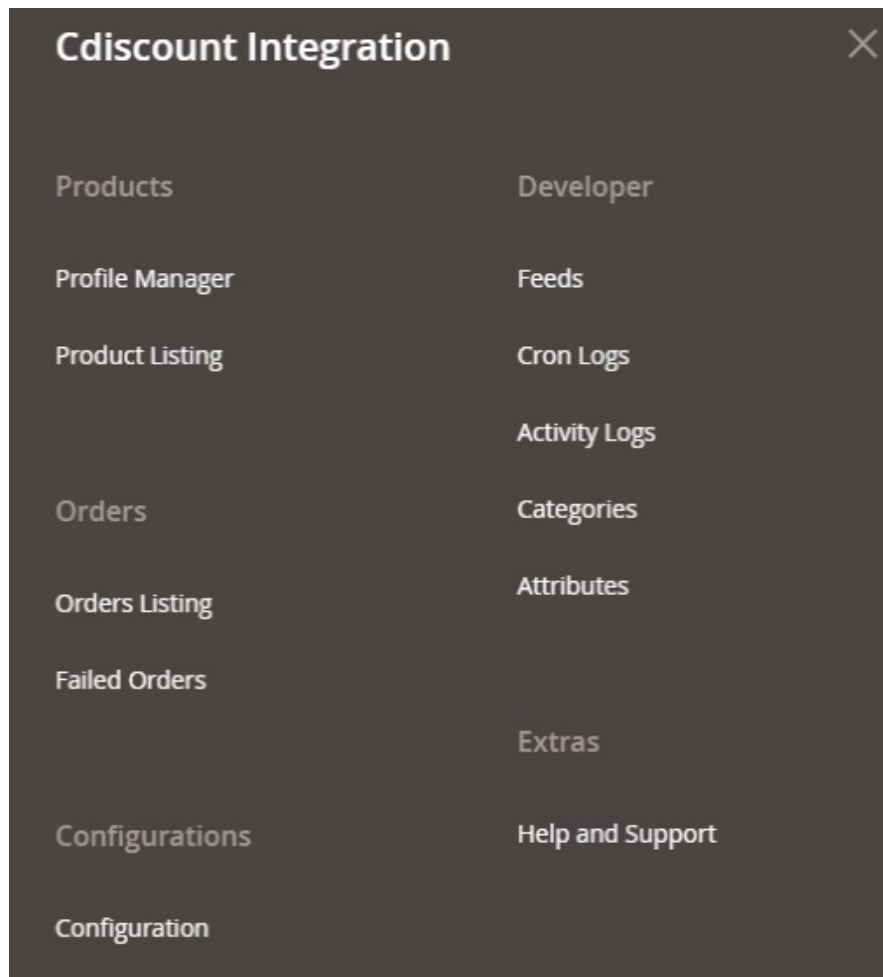 Cdiscount Integration
Products
Profile Manager
Product Listing
Orders
Orders Listing
Failed Orders
Configurations
Configuration
Developer
Feeds
Cron Logs
Activity Logs
Categories
Attributes
Extras
Help and Support